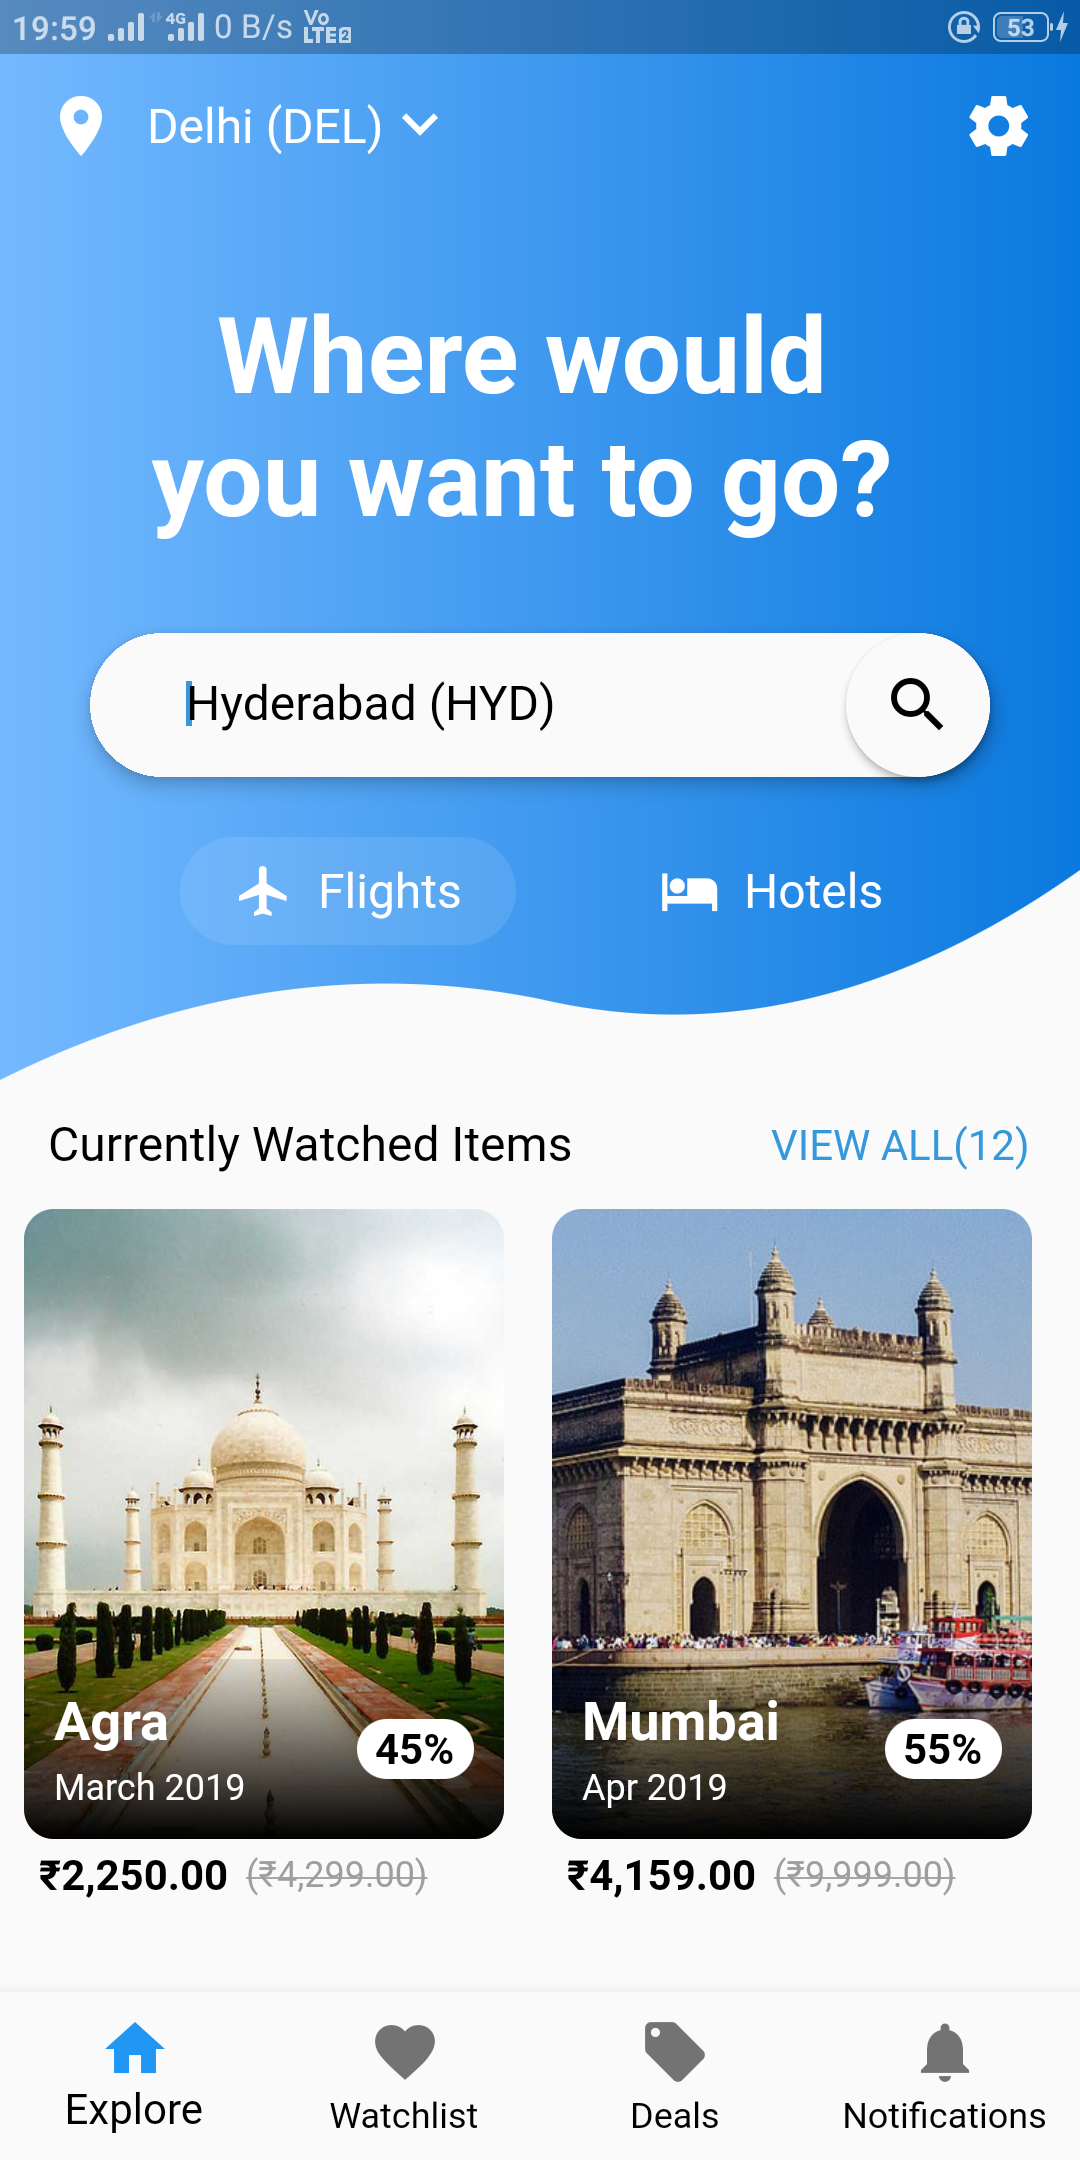 19:59 4G 0 B/s Vo LTE 2 53
Delhi (DEL)
Where would
you want to go?
Hyderabad (HYD)
Flights Hotels
Currently Watched Items VIEW ALL(12)
Agra
45%
March 2019
₹2,250.00 (₹4,299.00)
Mumbai
55%
Apr 2019
₹4,159.00 (₹9,999.00)
Explore Watchlist Deals Notifications